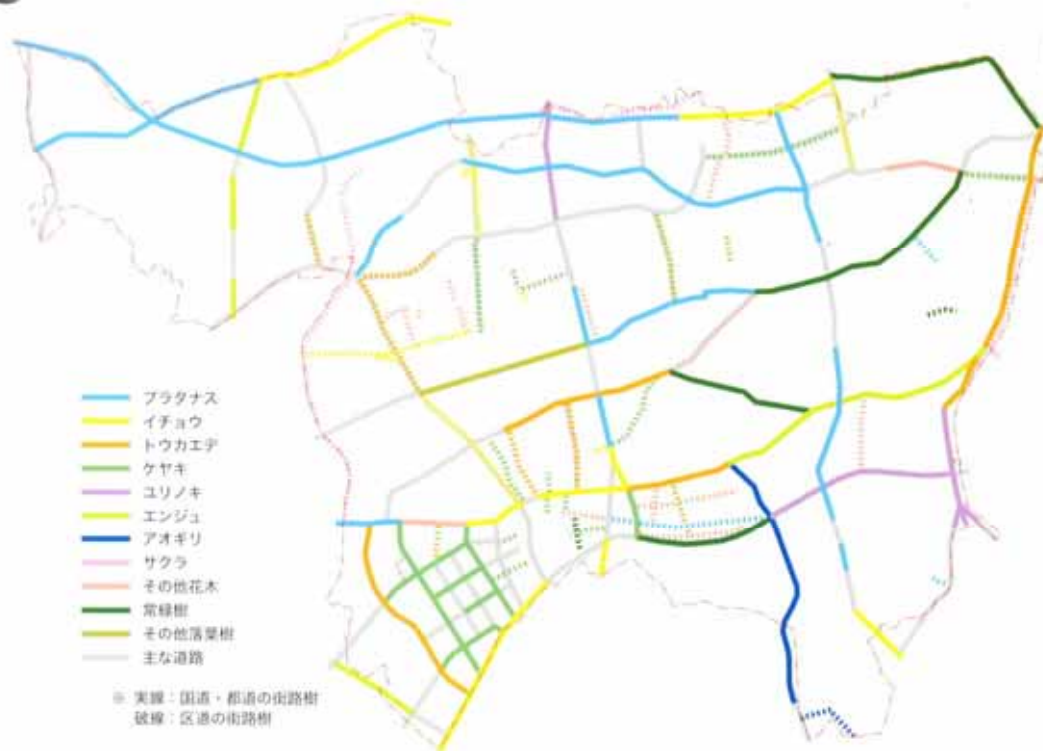 プラタナス
イチョウ
トウカエデ
ケヤキ
ユリノキ
エンジュ
アオギリ
サクラ
その他花木
常緑樹
その他落葉樹
主な道路
※ 実線：国道・都道の街路樹
破線：区道の街路樹